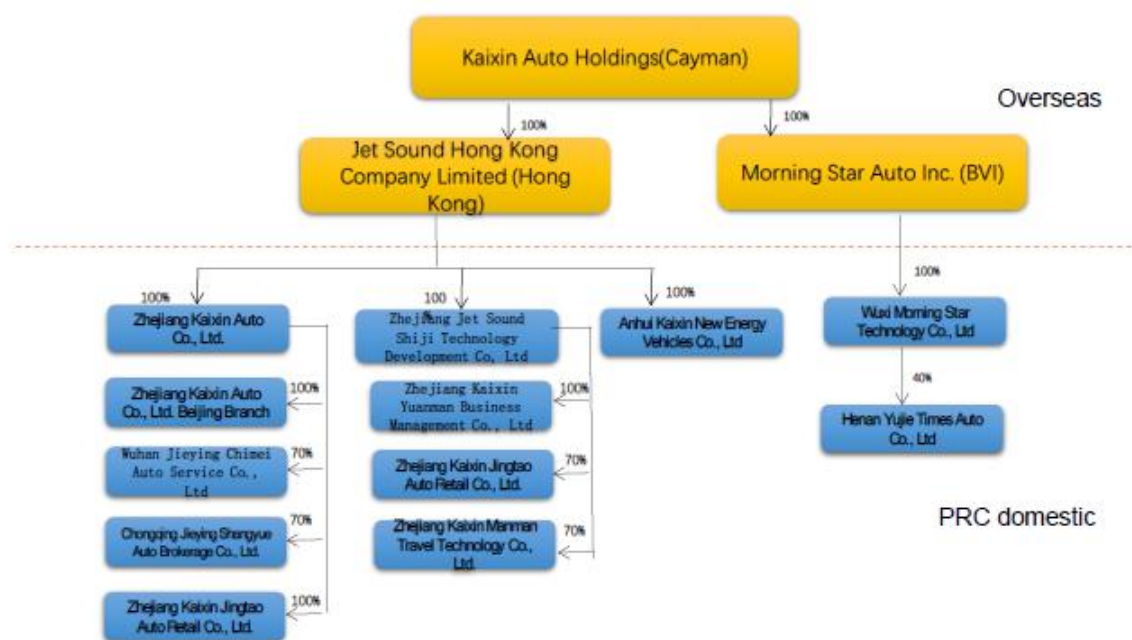 Kaixin Auto Holdings(Cayman)
Overseas
100%
100%
Jet Sound Hong Kong
Company Limited (Hong
Kong)
Morning Star Auto Inc. (BVI)
100%
100
%
100%
100%
Zhejiang Kaixin Auto
Co., Ltd.
Zhejiang Jet Sound
Shiji Technology
Development Co, Ltd
Anhui Kaixin New Energy
Vehicles Co., Ltd
Wuxi Morning Star
Technology Co., Ltd
100%
Zhejiang Kaixin Auto
Co., Ltd. Beijing Branch
100%
Zhejiang Kaixin
Yuanman Business
Management Co., Ltd
40%
Henan Yujie Times Auto
Co., Ltd
70%
Wuhan Jieying Chimei
Auto Service Co.,
Ltd
70%
Zhejiang Kaixin Jingtao
Auto Retail Co., Ltd.
70%
Chongqing Jieying Shangyue
Auto Brokerage Co., Ltd.
70%
Zhejiang Kaixin Manman
Travel Technology Co.,
Ltd.
PRC domestic
100%
Zhejiang Kaixin Jingtao
Auto Retail Co., Ltd.